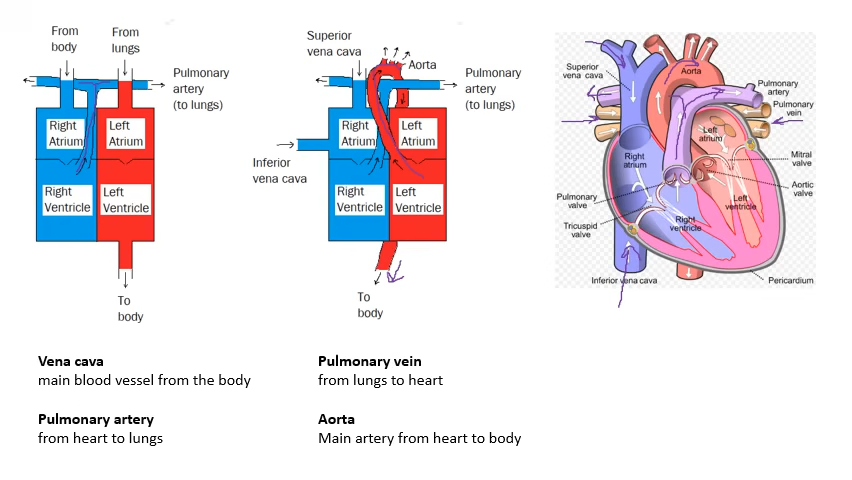 From
body
From
lungs
Pulmonary
artery
(to lungs)
Right
Atrium
Left
Atrium
Right
Ventricle
Left
Ventricle
To
body
Superior
vena cava
Aorta
Pulmonary
artery
(to lungs)
Right
Atrium
Left
Atrium
Inferior
vena cava
Right
Ventricle
Left
Ventricle
To
body
Superior
vena cava
Aorta
Pulmonary
artery
Pulmonary
vein
Left
atrium
Right
atrium
Mitral
valve
Aortic
valve
Pulmonary
valve
Left
ventricle
Tricuspid
valve
Right
ventricle
Inferior vena cava
Pericardium
Vena cava
main blood vessel from the body
Pulmonary vein
from lungs to heart
Pulmonary artery
from heart to lungs
Aorta
Main artery from heart to body